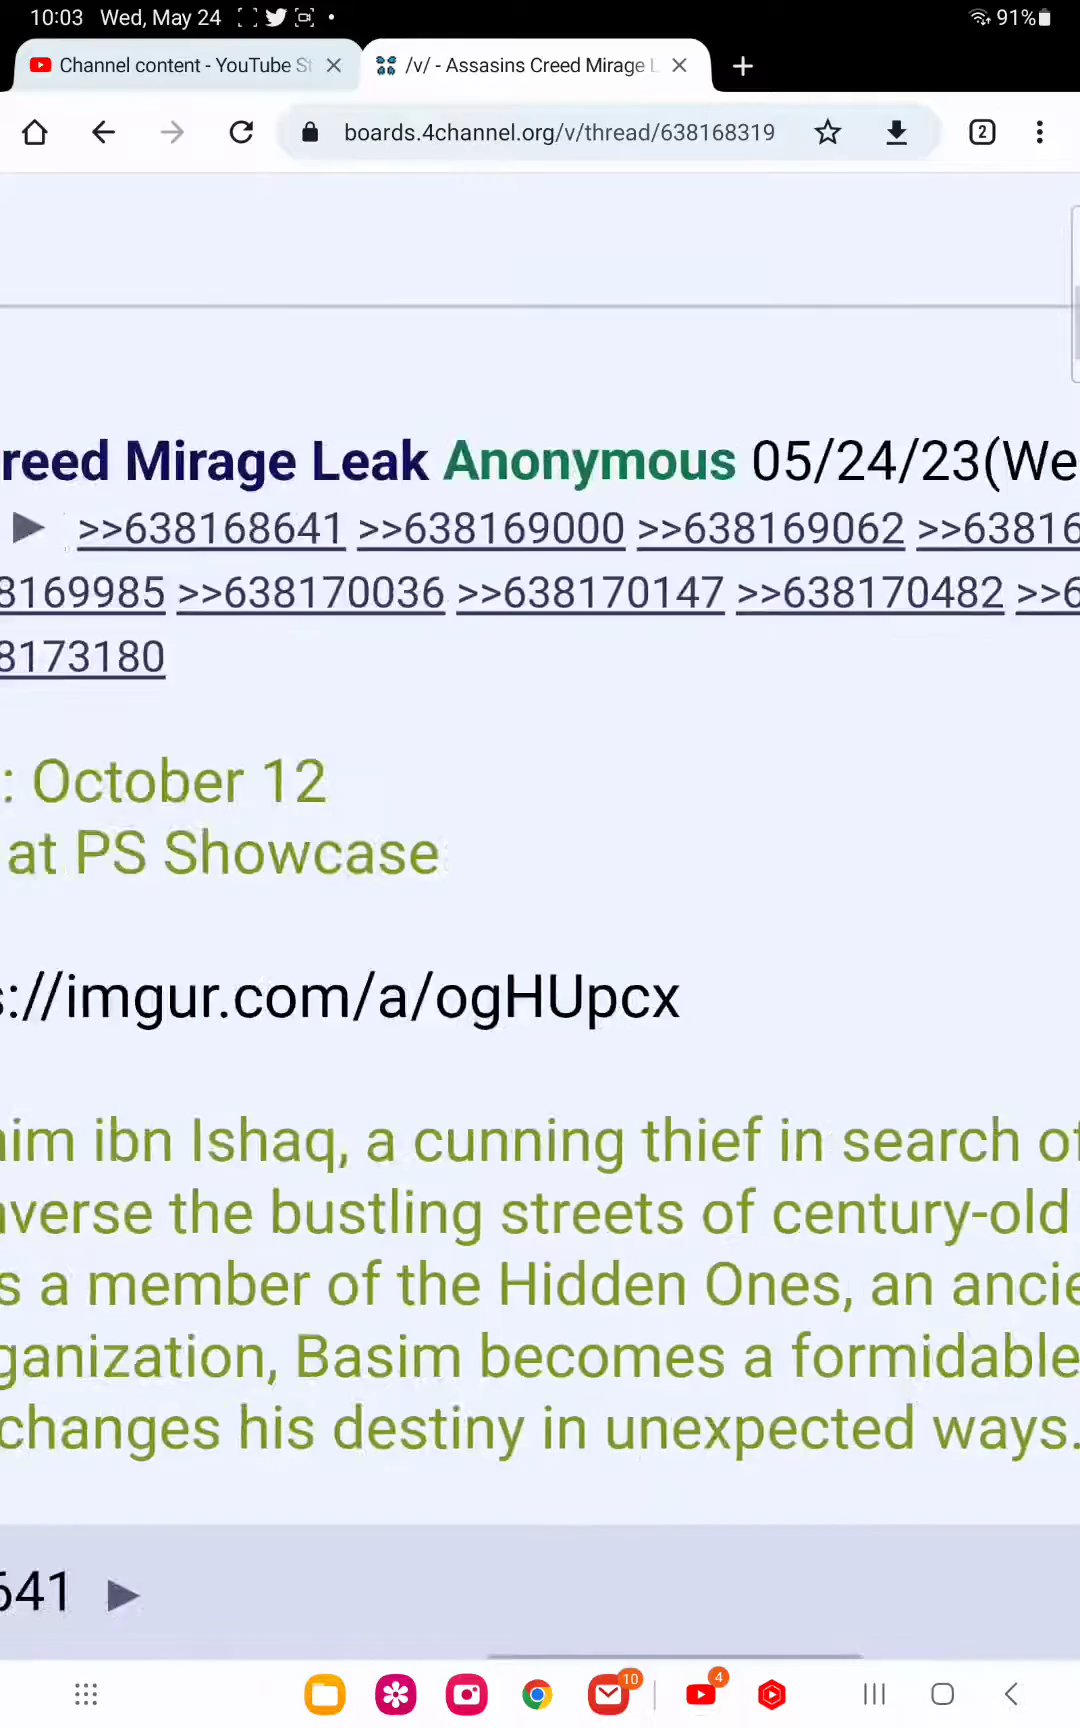 10:03 Wed, May 24 91%
Channel content - YouTube St
/v/ - Assasins Creed Mirage L
boards.4channel.org/v/thread/638168319
2
reed Mirage Leak Anonymous 05/24/23(We
>>638168641 >>638169000 >>638169062 >>63816
8169985 >>638170036 >>638170147 >>638170482 >>6
8173180
: October 12
at PS Showcase
s://imgur.com/a/ogHUpcx
im ibn Ishaq, a cunning thief in search of
verse the bustling streets of century-old
s a member of the Hidden Ones, an ancie
ganization, Basim becomes a formidable
changes his destiny in unexpected ways.
641
10
4